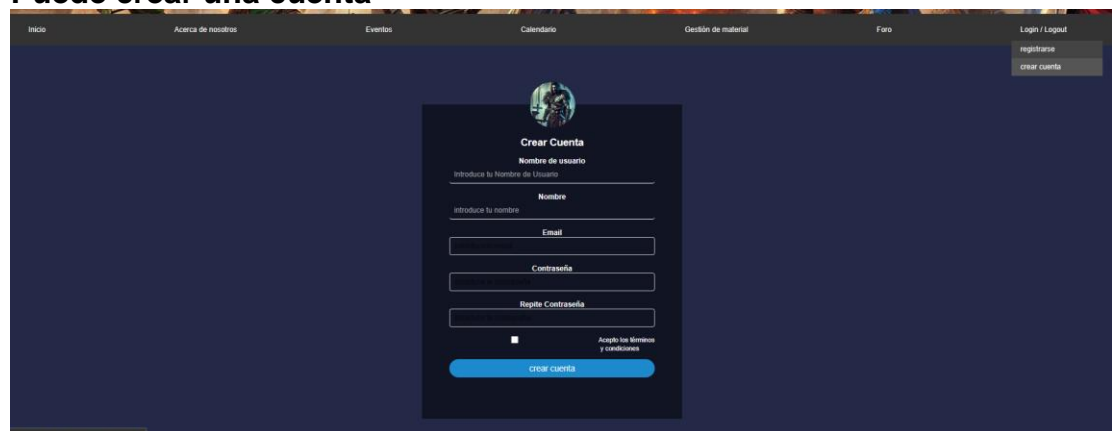 Puede crear una cuenta
Inicio Acerca de nosotros Eventos Calendario Gestión de material Foro Login / Logout
registrarse
crear cuenta
Crear Cuenta
Nombre de usuario
Introduce tu Nombre de Usuario
Nombre
introduce tu nombre
Email
Contraseña
Repite Contraseña
Acepto los términos
y condiciones
crear cuenta